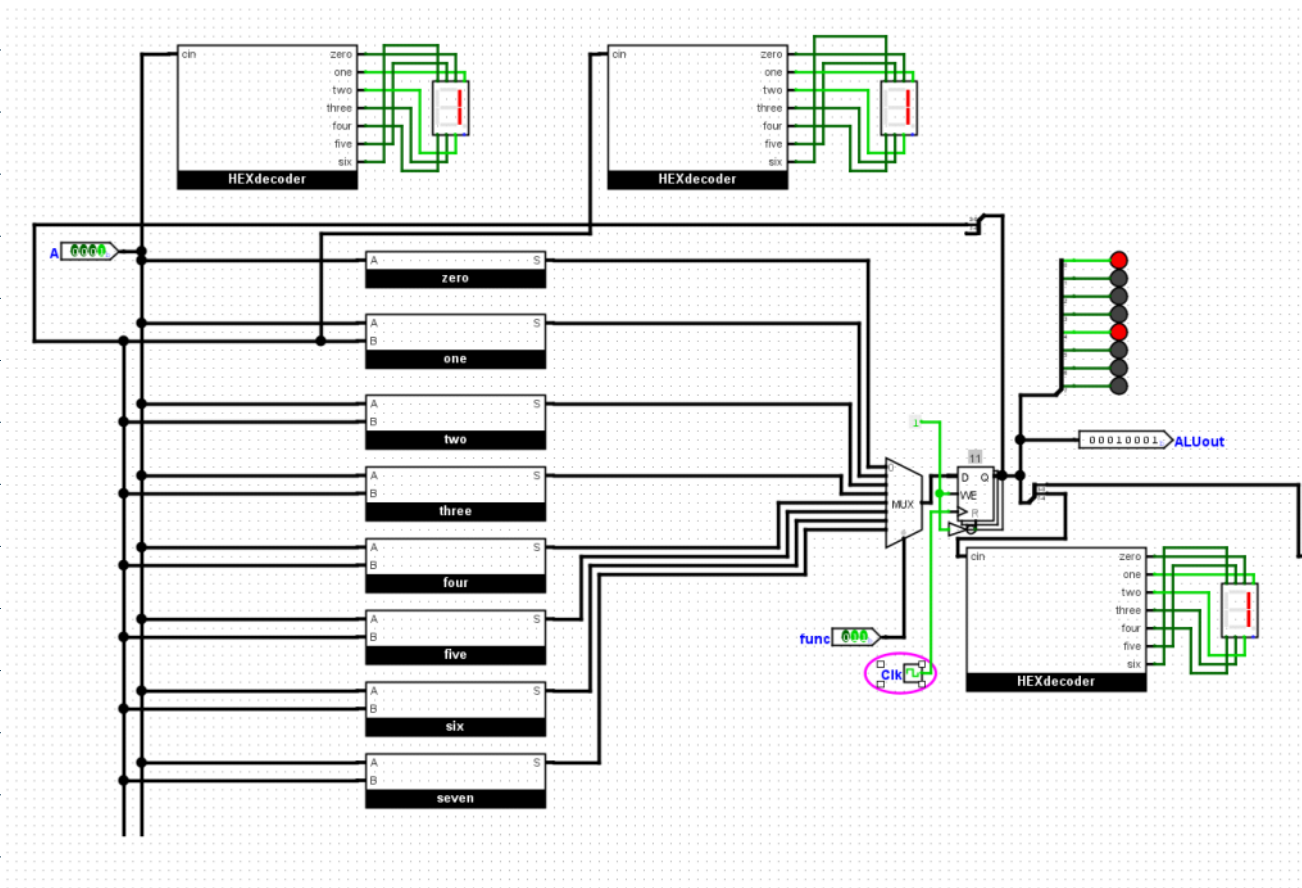 cin zero one two three four five six HEXdecoder
cin zero one two three four five six HEXdecoder
A
A S zero
A B S one
A B S two
A B S three
A B S four
A B S five
A B S six
A B S seven
0 MUX
1
11
D Q WE R
00010001 ALUout
func
Clk
cin zero one two three four five six HEXdecoder